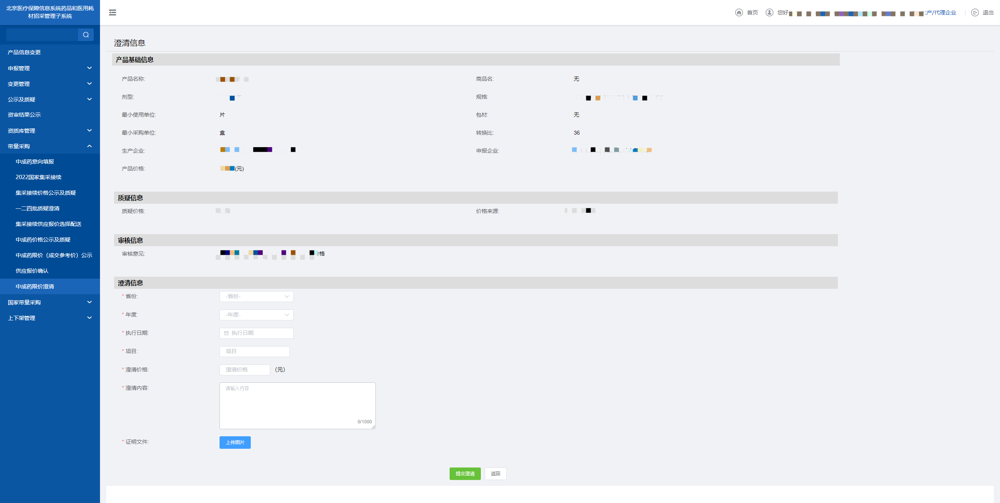 北京医疗保障信息系统药品和医用耗
材招采管理子系统
首页
您好
产/代理企业
退出
产品信息变更
申报管理
变更管理
公示及质疑
资审结果公示
资质库管理
带量采购
中成药意向填报
2022国家集采接续
集采接续价格公示及质疑
一二四批质疑澄清
集采接续供应报价选择配送
中成药价格公示及质疑
中成药限价（成交参考价）公示
供应报价确认
中成药限价澄清
国家带量采购
上下架管理
澄清信息
产品基础信息
产品名称:
商品名: 无
剂型:
规格:
最小使用单位: 片
包材: 无
最小采购单位: 盒
转换比: 36
生产企业:
申报企业:
产品价格: (元)
质疑信息
质疑价格:
价格来源:
审核信息
审核意见: 格
澄清信息
* 省份: -省份-
* 年度: -年度-
* 执行日期: 执行日期
* 项目: 项目
* 澄清价格: 澄清价格 （元）
* 澄清内容: 请输入内容
0/1000
* 证明文件: 上传图片
提交澄清 返回